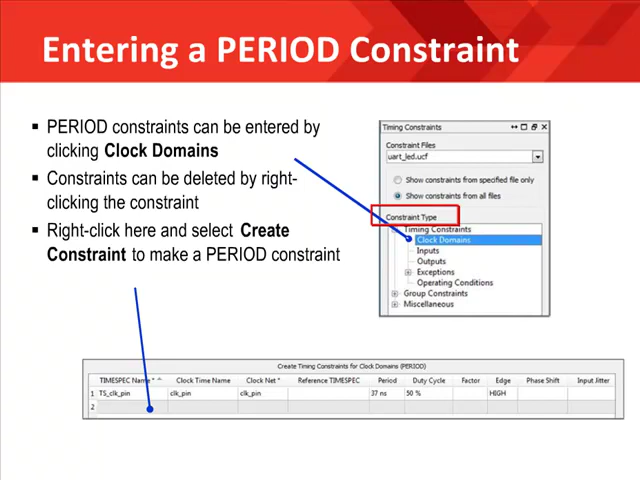 Entering a PERIOD Constraint
▪ PERIOD constraints can be entered by
clicking Clock Domains
▪ Constraints can be deleted by right-
clicking the constraint
▪ Right-click here and select Create
Constraint to make a PERIOD constraint
Timing Constraints
Constraint Files
uart_led.ucf
Show constraints from specified file only
Show constraints from all files
Constraint Type
Timing Constraints
Clock Domains
Inputs
Outputs
Exceptions
Operating Conditions
Group Constraints
Miscellaneous
Create Timing Constraints for Clock Domains (PERIOD)
TIMESPEC Name * Clock Time Name Clock Net * Reference TIMESPEC Period Duty Cycle Factor Edge Phase Shift Input Jitter
1 TS_clk_pin clk_pin clk_pin 37 ns 50 % HIGH
2